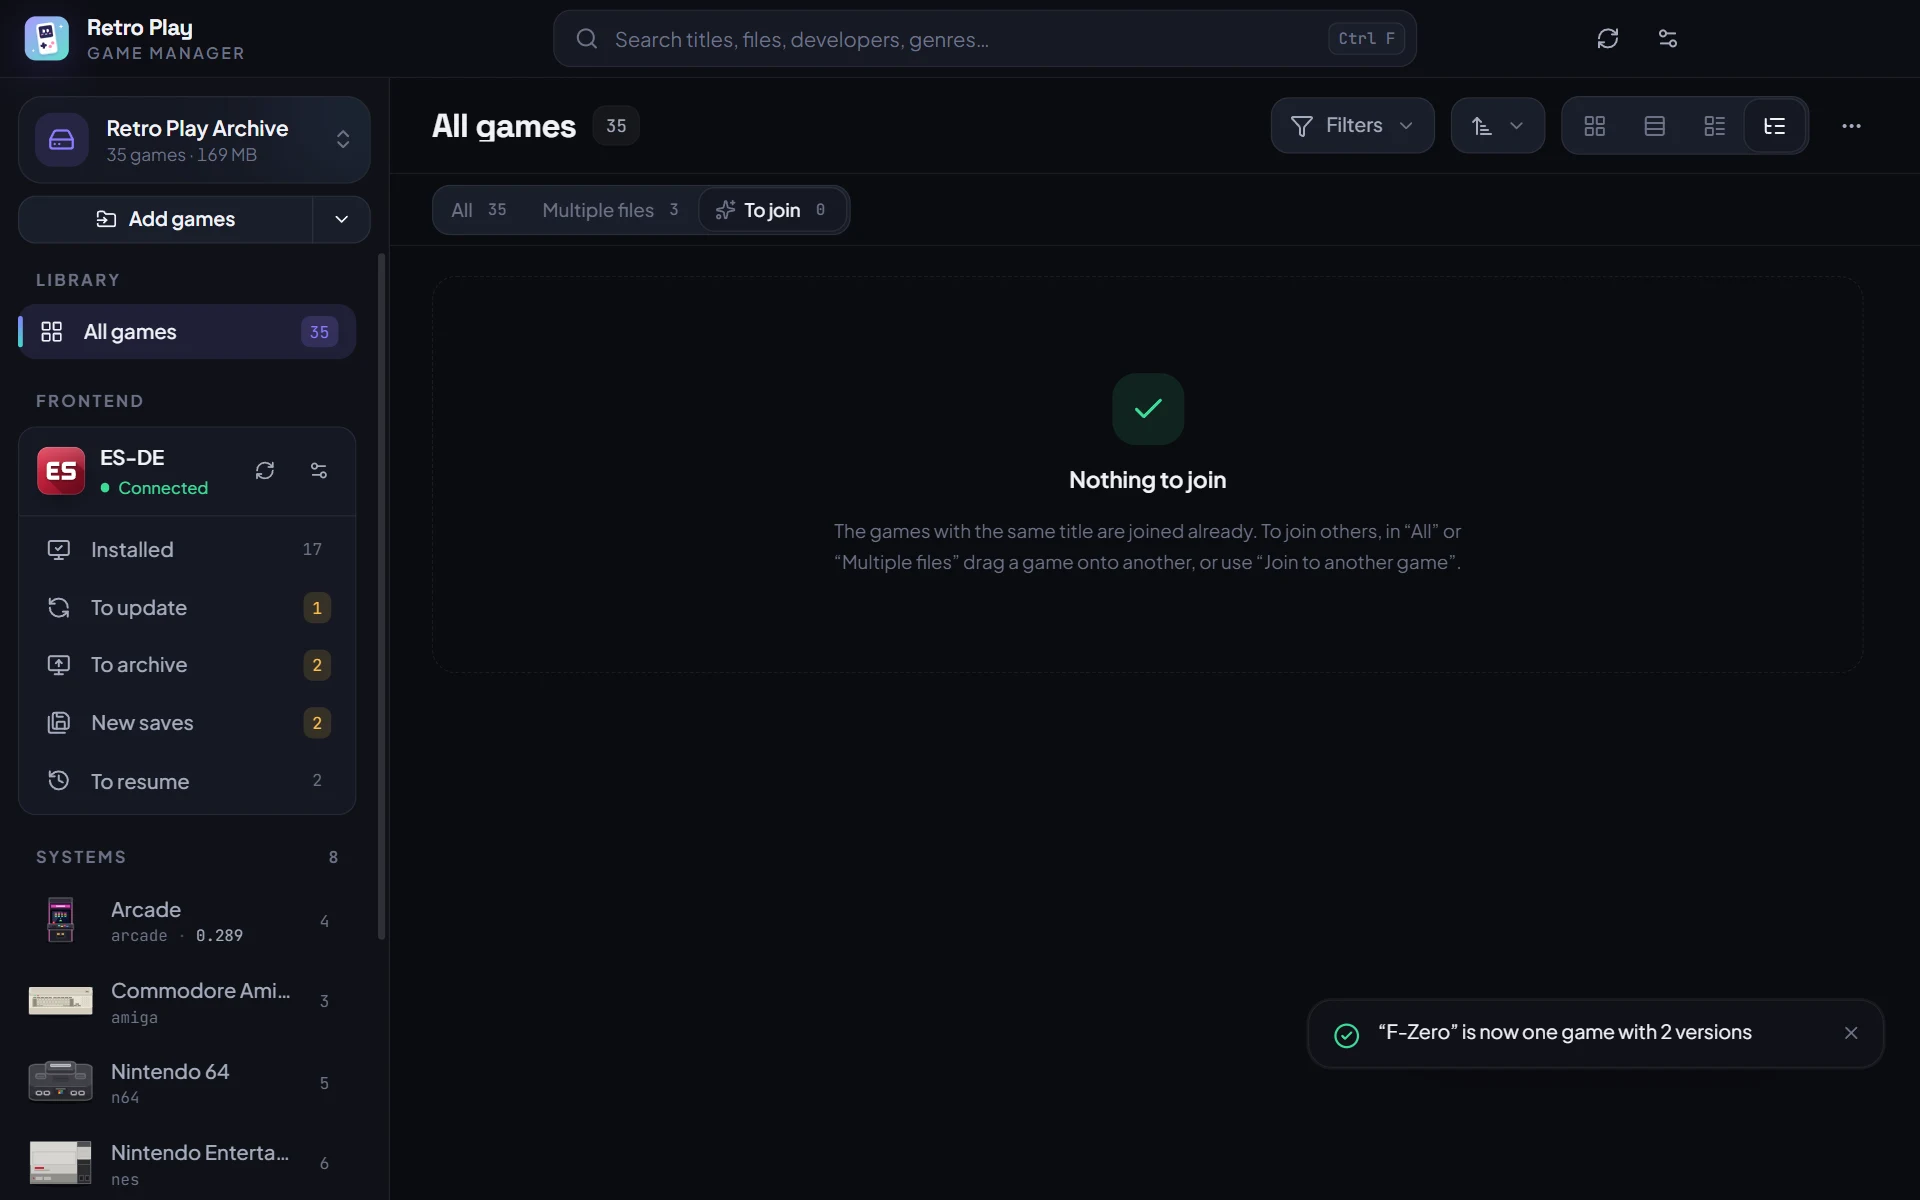 Retro Play
GAME MANAGER
Search titles, files, developers, genres...
Ctrl F
Retro Play Archive
35 games · 169 MB
Add games
LIBRARY
All games 35
FRONTEND
ES
ES-DE
Connected
Installed 17
To update 1
To archive 2
New saves 2
To resume 2
SYSTEMS 8
Arcade
arcade · 0.289
4
Commodore Ami...
amiga
3
Nintendo 64
n64
5
Nintendo Enterta...
nes
6
All games 35
Filters
All 35 Multiple files 3 To join 0
Nothing to join
The games with the same title are joined already. To join others, in “All” or
“Multiple files” drag a game onto another, or use “Join to another game”.
“F-Zero” is now one game with 2 versions